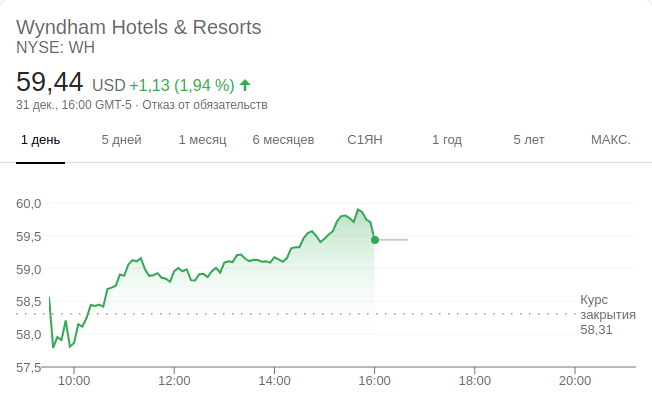 Wyndham Hotels & Resorts
NYSE: WH
59,44 USD +1,13 (1,94 %)
31 дек., 16:00 GMT-5 · Отказ от обязательств
1 день 5 дней 1 месяц 6 месяцев С1ЯН 1 год 5 лет МАКС.
60,0
59,5
59,0
58,5
58,0
57,5
Курс
закрытия
58,31
10:00 12:00 14:00 16:00 18:00 20:00